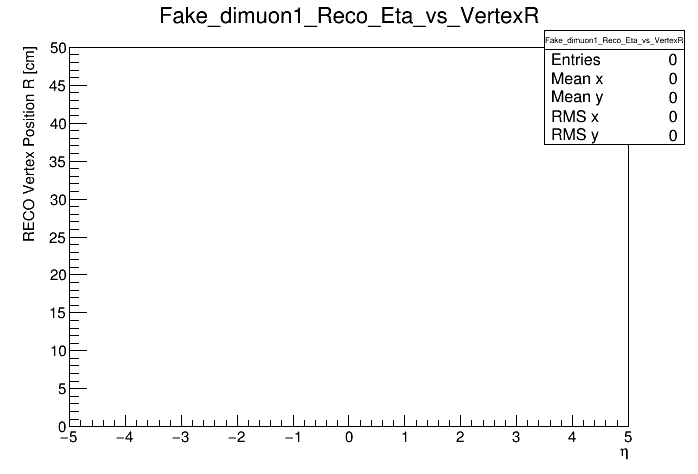 Fake_dimuon1_Reco_Eta_vs_VertexR
Fake_dimuon1_Reco_Eta_vs_VertexR
Entries 0
Mean x 0
Mean y 0
RMS x 0
RMS y 0
RECO Vertex Position R [cm]
50
45
40
35
30
25
20
15
10
5
0
−5 −4 −3 −2 −1 0 1 2 3 4 5
η